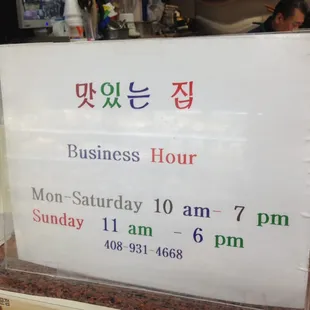 맛있는 집
Business Hour
Mon-Saturday 10 am- 7 pm
Sunday 11 am - 6 pm
408-931-4668